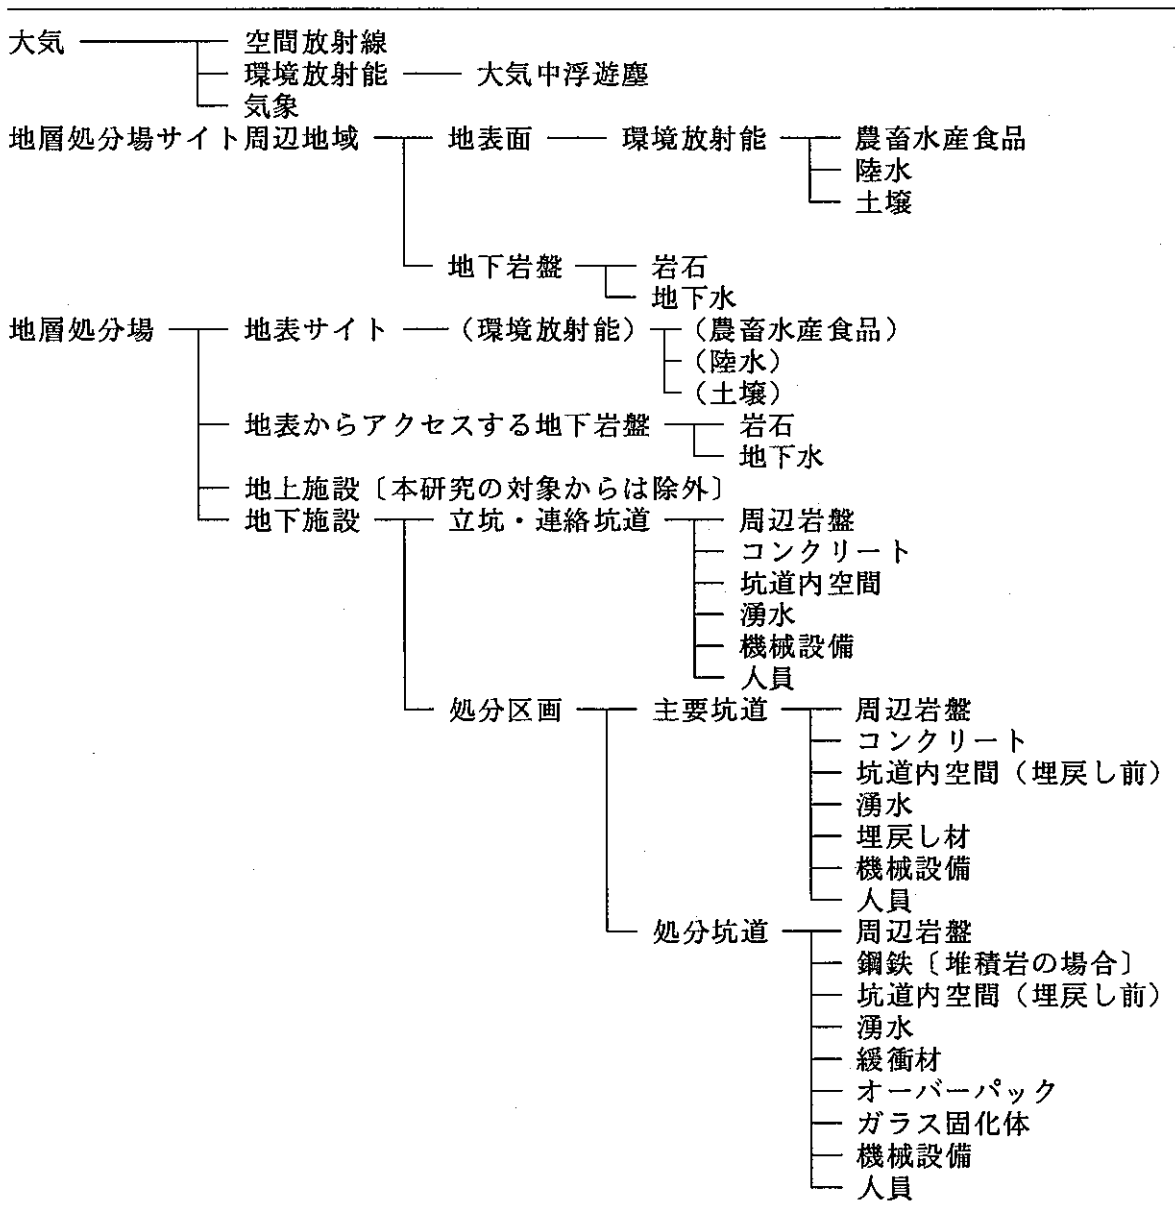 大気 空間放射線
環境放射能 大気中浮遊塵
気象
地層処分場サイト周辺地域 地表面 環境放射能 農畜水産食品
陸水
土壌
地下岩盤 岩石
地下水
地層処分場 地表サイト (環境放射能) (農畜水産食品)
(陸水)
(土壌)
地表からアクセスする地下岩盤 岩石
地下水
地上施設〔本研究の対象からは除外〕
地下施設 立坑・連絡坑道 周辺岩盤
コンクリート
坑道内空間
湧水
機械設備
人員
処分区画 主要坑道 周辺岩盤
コンクリート
坑道内空間(埋戻し前)
湧水
埋戻し材
機械設備
人員
処分坑道 周辺岩盤
鋼鉄〔堆積岩の場合〕
坑道内空間(埋戻し前)
湧水
緩衝材
オーバーパック
ガラス固化体
機械設備
人員